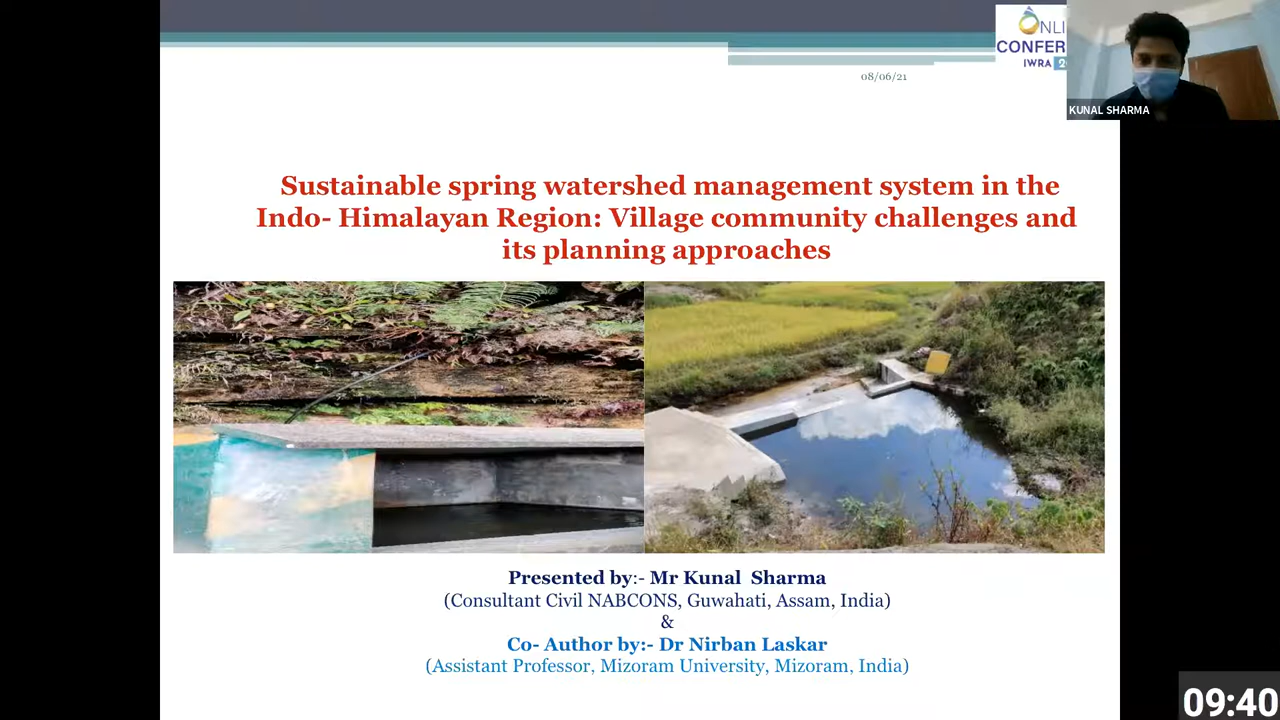 ONLI
CONFER
IWRA 2
08/06/21
KUNAL SHARMA
Sustainable spring watershed management system in the
Indo- Himalayan Region: Village community challenges and
its planning approaches
Presented by:- Mr Kunal Sharma
(Consultant Civil NABCONS, Guwahati, Assam, India)
&
Co- Author by:- Dr Nirban Laskar
(Assistant Professor, Mizoram University, Mizoram, India)
09:40